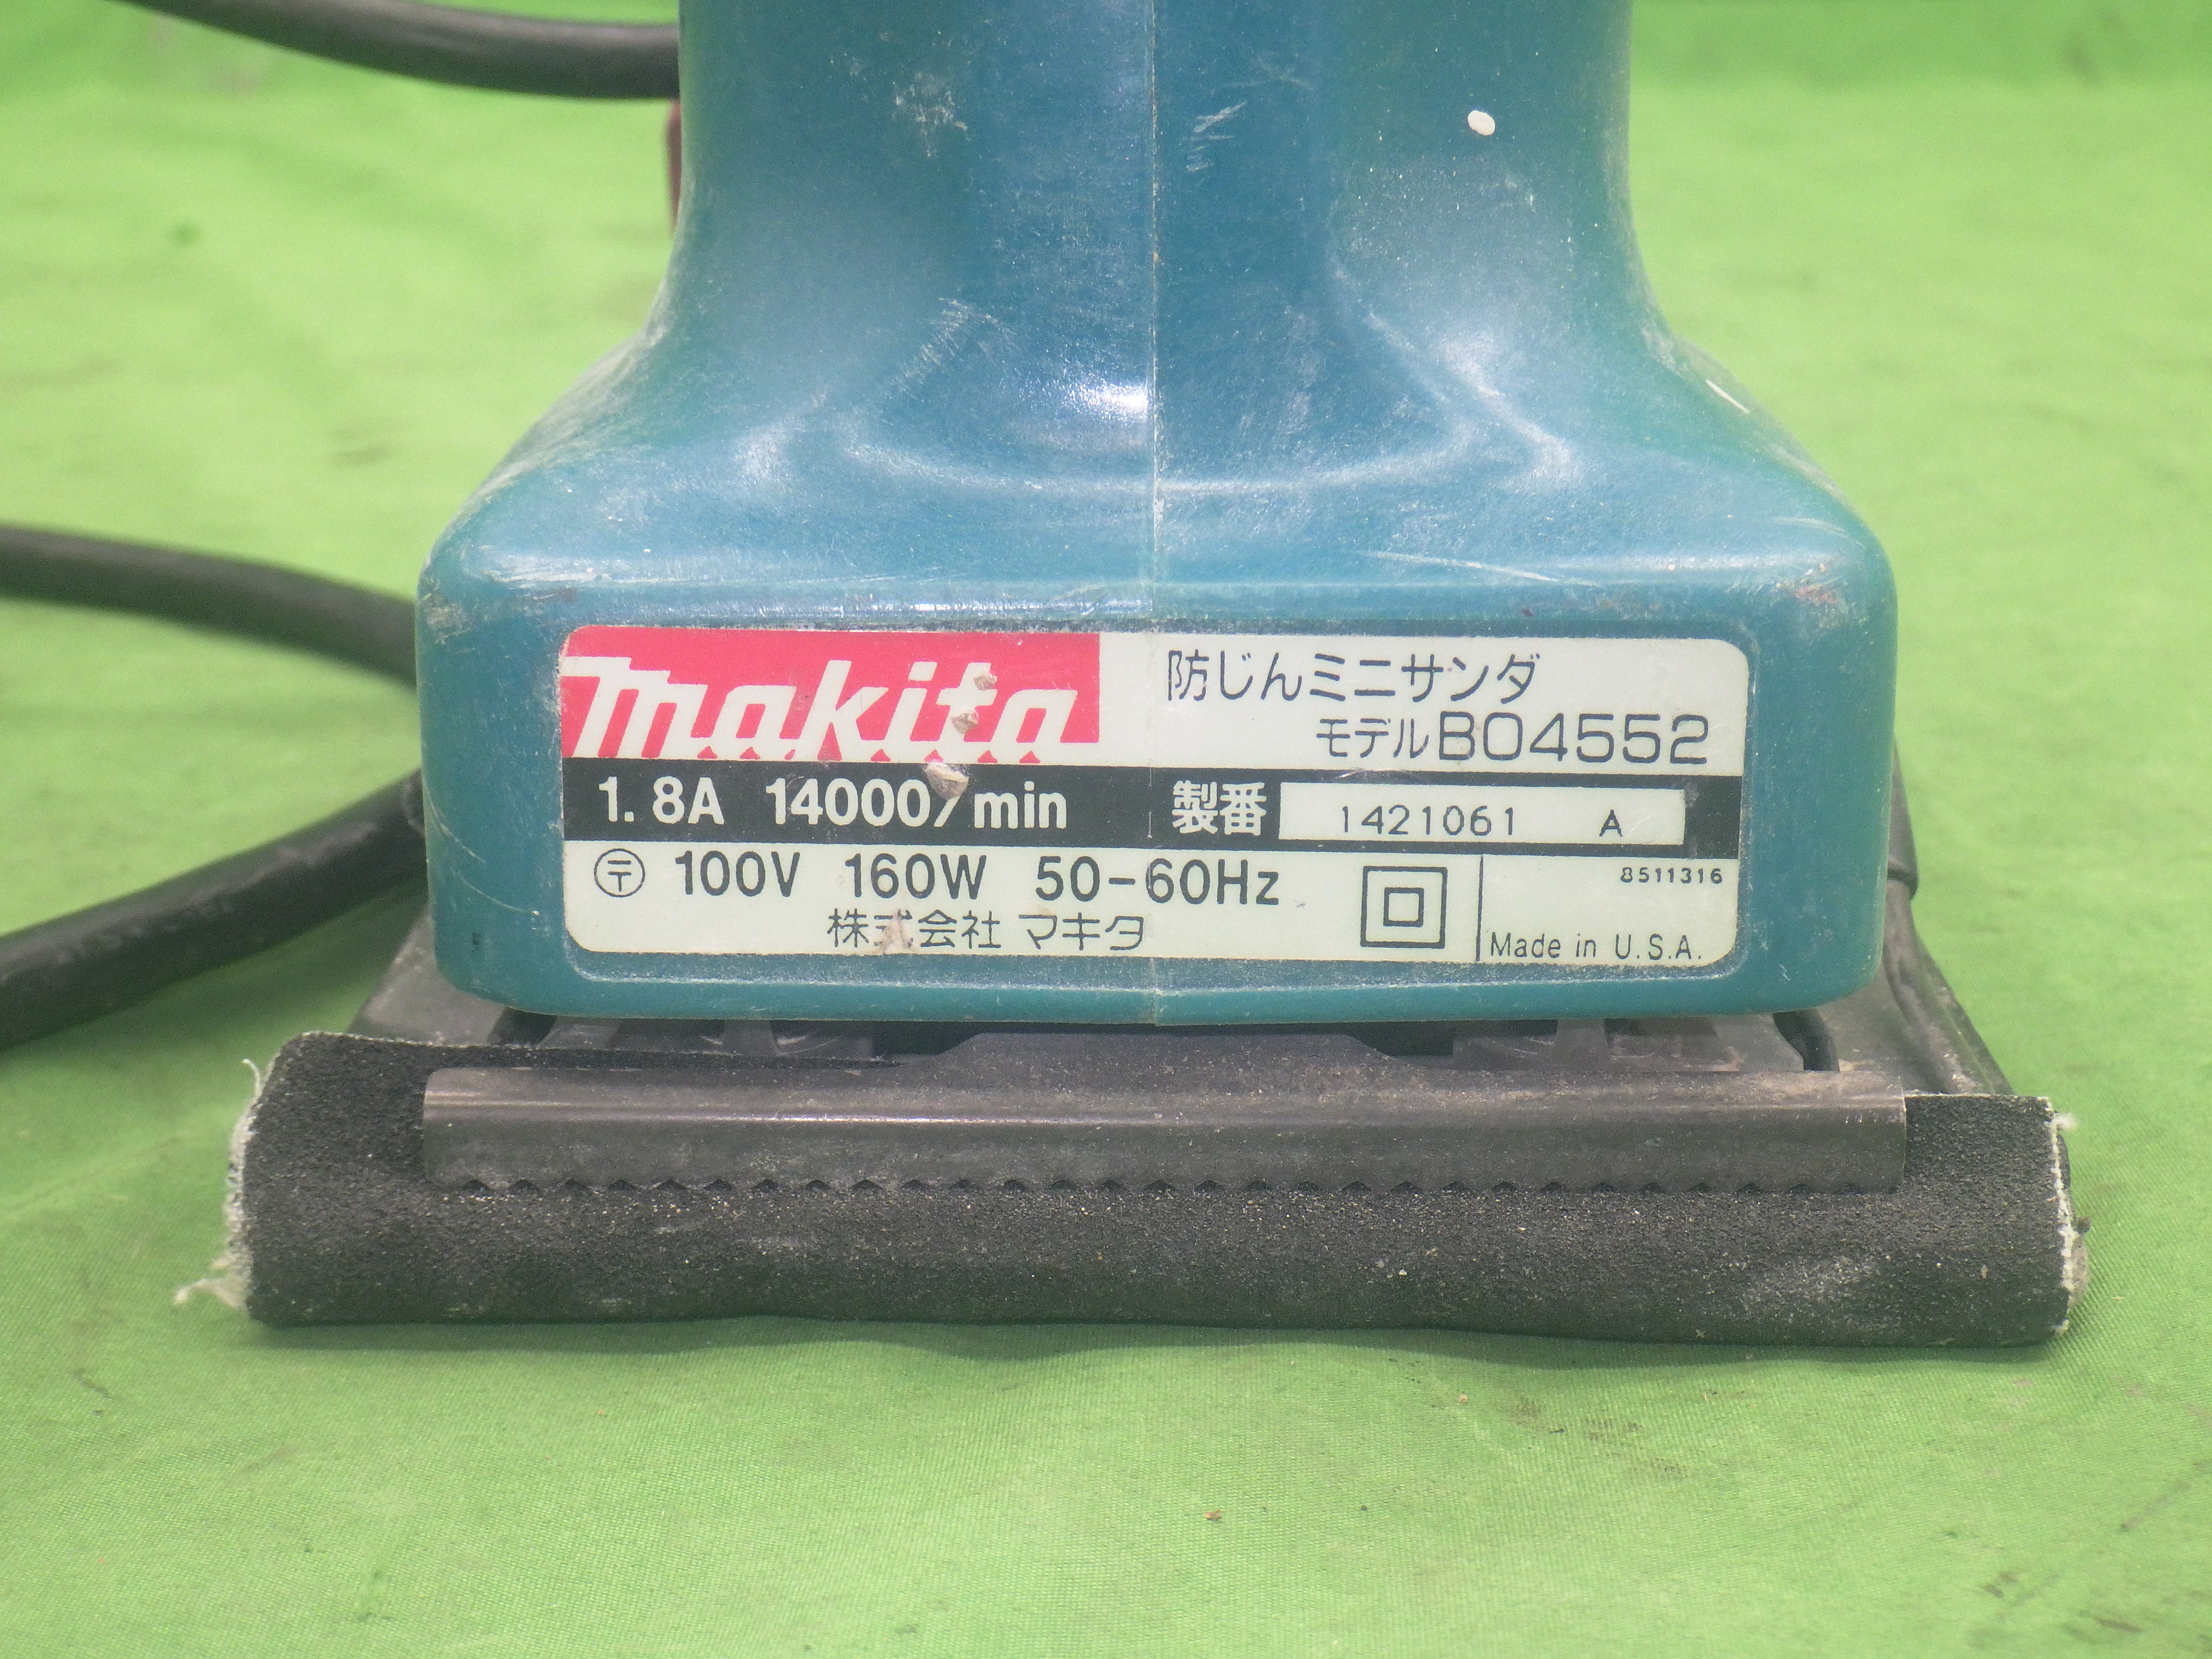 makita
防じんミニサンダ
モデルBO4552
1.8A 14000/min 製番 1421061 A
〶 100V 160W 50-60Hz
8511316
株式会社 マキタ
Made in U.S.A.